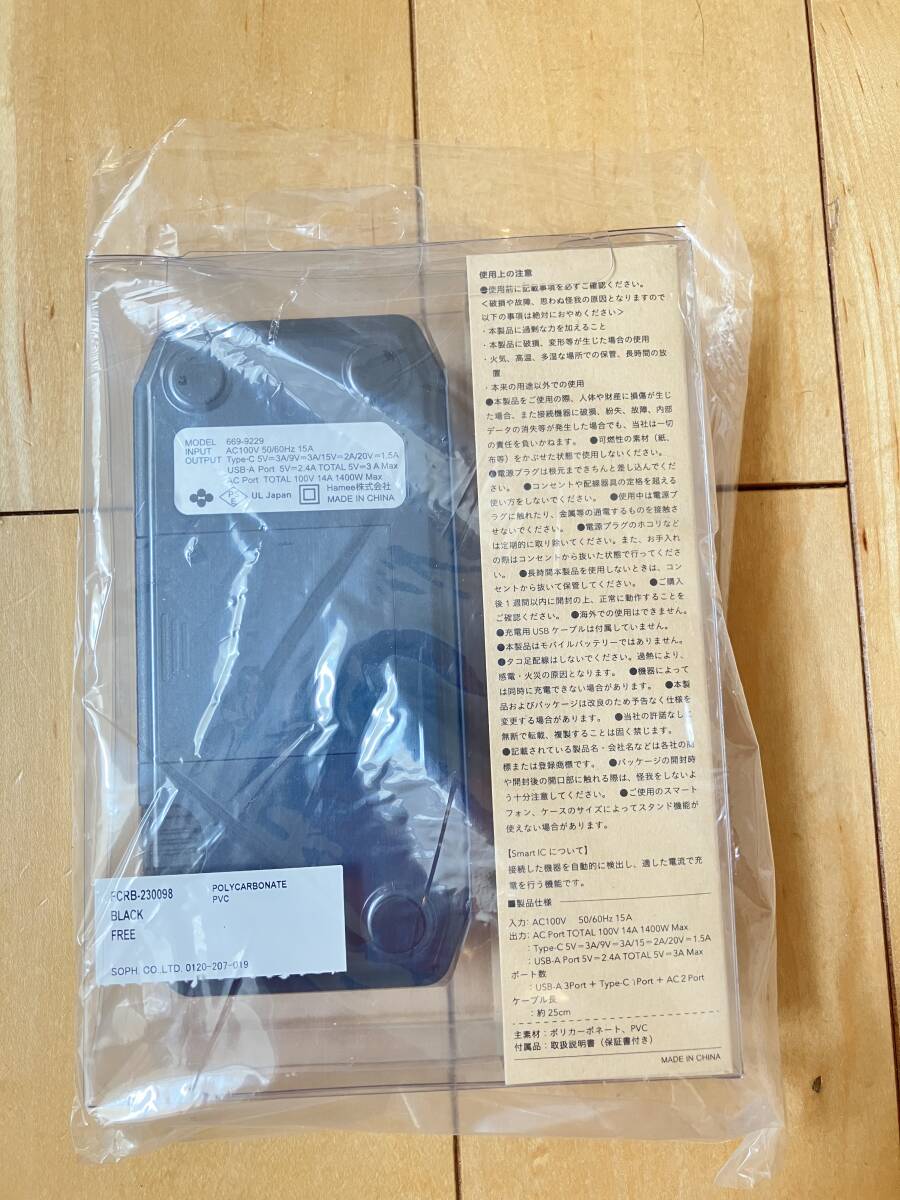 MODEL 669-9229
INPUT AC100V 50/60Hz 15A
OUTPUT Type-C 5V=3A/9V=3A/15V=2A/20V=1.5A
USB-A Port 5V=2.4A TOTAL 5V=3A Max
AC Port TOTAL 100V 14A 1400W Max
PSE UL Japan Hamee株式会社
MADE IN CHINA
FCRB-230098 POLYCARBONATE
PVC
BLACK
FREE
SOPH. CO.,LTD. 0120-207-019
使用上の注意
●使用前に記載事項を必ずご確認ください。
<破損や故障、思わぬ怪我の原因となりますので
以下の事項は絶対におやめください>
・本製品に過剰な力を加えること
・本製品に破損、変形等が生じた場合の使用
・火気、高温、多湿な場所での保管、長時間の放
置
・本来の用途以外での使用
●本製品をご使用の際、人体や財産に損傷が生じ
た場合、また接続機器に破損、紛失、故障、内部
データの消失等が発生した場合でも、当社は一切
の責任を負いかねます。 ●可燃性の素材（紙、
布等）をかぶせた状態で使用しないください。
●電源プラグは根元まできちんと差し込んでくだ
さい。 ●コンセントや配線器具の定格を超える
使い方をしないでください。 ●使用中は電源プ
ラグに触れたり、金属等の通電するものを接触さ
せないでください。 ●電源プラグのホコリなど
は定期的に取り除いてください。また、お手入れ
の際はコンセントから抜いた状態で行ってくださ
い。 ●長時間本製品を使用しないときは、コン
セントから抜いて保管してください。 ●ご購入
後1週間以内に開封の上、正常に動作することを
ご確認ください。 ●海外での使用はできません。
●充電用USBケーブルは付属していません。
●本製品はモバイルバッテリーではありません。
●タコ足配線はしないでください。過熱により、
感電・火災の原因となります。 ●機器によって
は同時に充電できない場合があります。 ●本製
品およびパッケージは改良のため予告なく仕様を
変更する場合があります。 ●当社の許諾なしに
無断で転載、複製することは固く禁じます。
●記載されている製品名・会社名などは各社の商
標または登録商標です。 ●パッケージの開封時
や開封後の開口部に触れる際は、怪我をしないよ
う十分注意してください。 ●ご使用のスマート
フォン、ケースのサイズによってスタンド機能が
使えない場合があります。
【Smart ICについて】
接続した機器を自動的に検出し、適した電流で充
電を行う機能です。
■製品仕様
入力：AC100V 50/60Hz 15A
出力：AC Port TOTAL 100V 14A 1400W Max
：Type-C 5V=3A/9V=3A/15=2A/20V=1.5A
：USB-A Port 5V=2.4A TOTAL 5V=3A Max
ポート数
：USB-A 3Port + Type-C 1Port + AC 2 Port
ケーブル長
：約25cm
主素材：ポリカーボネート、PVC
付属品：取扱説明書（保証書付き）
MADE IN CHINA